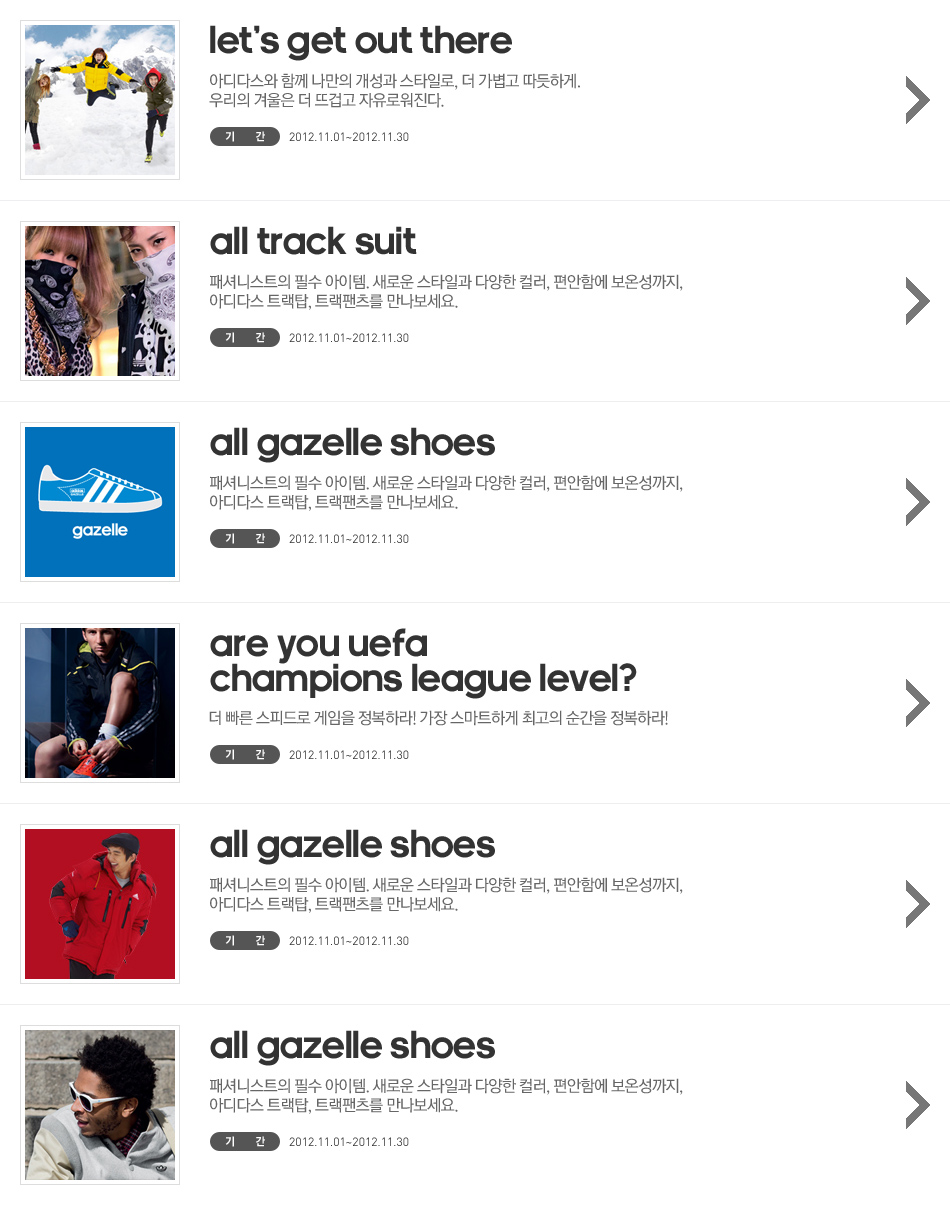 let's get out there
아디다스와 함께 나만의 개성과 스타일로, 더 가볍고 따듯하게.
우리의 겨울은 더 뜨겁고 자유로워진다.
기 간 2012.11.01~2012.11.30
all track suit
패셔니스트의 필수 아이템. 새로운 스타일과 다양한 컬러, 편안함에 보온성까지,
아디다스 트랙탑, 트랙팬츠를 만나보세요.
기 간 2012.11.01~2012.11.30
gazelle
all gazelle shoes
패셔니스트의 필수 아이템. 새로운 스타일과 다양한 컬러, 편안함에 보온성까지,
아디다스 트랙탑, 트랙팬츠를 만나보세요.
기 간 2012.11.01~2012.11.30
are you uefa
champions league level?
더 빠른 스피드로 게임을 정복하라! 가장 스마트하게 최고의 순간을 정복하라!
기 간 2012.11.01~2012.11.30
all gazelle shoes
패셔니스트의 필수 아이템. 새로운 스타일과 다양한 컬러, 편안함에 보온성까지,
아디다스 트랙탑, 트랙팬츠를 만나보세요.
기 간 2012.11.01~2012.11.30
all gazelle shoes
패셔니스트의 필수 아이템. 새로운 스타일과 다양한 컬러, 편안함에 보온성까지,
아디다스 트랙탑, 트랙팬츠를 만나보세요.
기 간 2012.11.01~2012.11.30